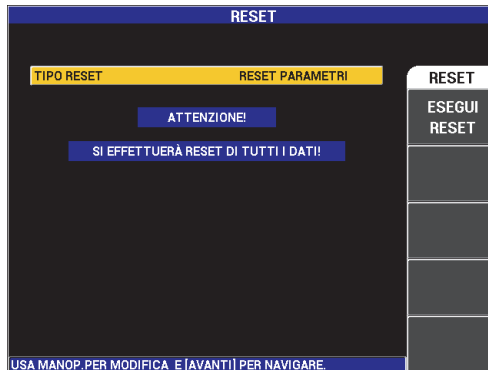 RESET
TIPO RESET RESET PARAMETRI
ATTENZIONE!
SI EFFETTUERÀ RESET DI TUTTI I DATI!
RESET
ESEGUI
RESET
USA MANOP.PER MODIFICA E [AVANTI] PER NAVIGARE.